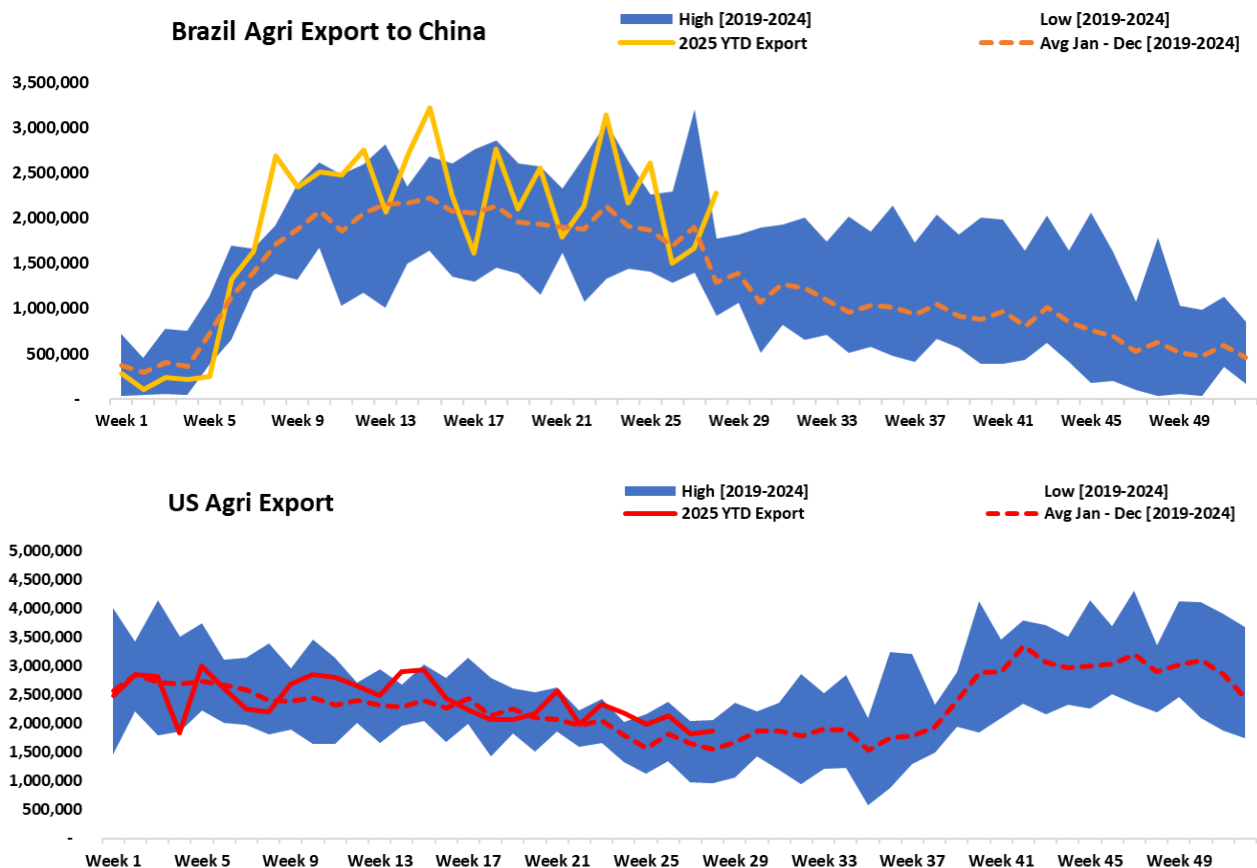 Brazil Agri Export to China
High [2019-2024]
Low [2019-2024]
2025 YTD Export
Avg Jan - Dec [2019-2024]
3,500,000
3,000,000
2,500,000
2,000,000
1,500,000
1,000,000
500,000
-
Week 1 Week 5 Week 9 Week 13 Week 17 Week 21 Week 25 Week 29 Week 33 Week 37 Week 41 Week 45 Week 49
US Agri Export
High [2019-2024]
Low [2019-2024]
2025 YTD Export
Avg Jan - Dec [2019-2024]
5,000,000
4,500,000
4,000,000
3,500,000
3,000,000
2,500,000
2,000,000
1,500,000
1,000,000
500,000
-
Week 1 Week 5 Week 9 Week 13 Week 17 Week 21 Week 25 Week 29 Week 33 Week 37 Week 41 Week 45 Week 49